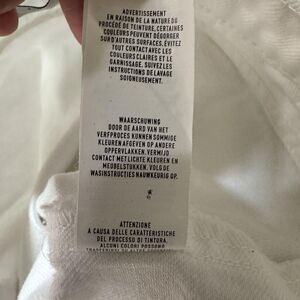 AVERTISSEMENT
EN RAISON DE LA NATURE DU
PROCÉDÉ DE TEINTURE, CERTAINES
COULEURS PEUVENT DÉGORGER
SUR D'AUTRES SURFACES. ÉVITEZ
TOUT CONTACT AVEC LES
COULEURS CLAIRES ET LE
GARNISSAGE. SUIVEZ LES
INSTRUCTIONS DE LAVAGE
SOIGNEUSEMENT.
WAARSCHUWING
DOOR DE AARD VAN HET
VERFPROCES KUNNEN SOMMIGE
KLEUREN AFGEVEN OP ANDERE
OPPERVLAKKEN. VERMIJD
CONTACT MET LICHTE KLEUREN EN
MEUBELSTUKKEN. VOLG DE
WASINSTRUCTIES NAUWKEURIG OP.
ATTENZIONE
A CAUSA DELLE CARATTERISTICHE
DEL PROCESSO DI TINTURA,
ALCUNI COLORI POSSONO